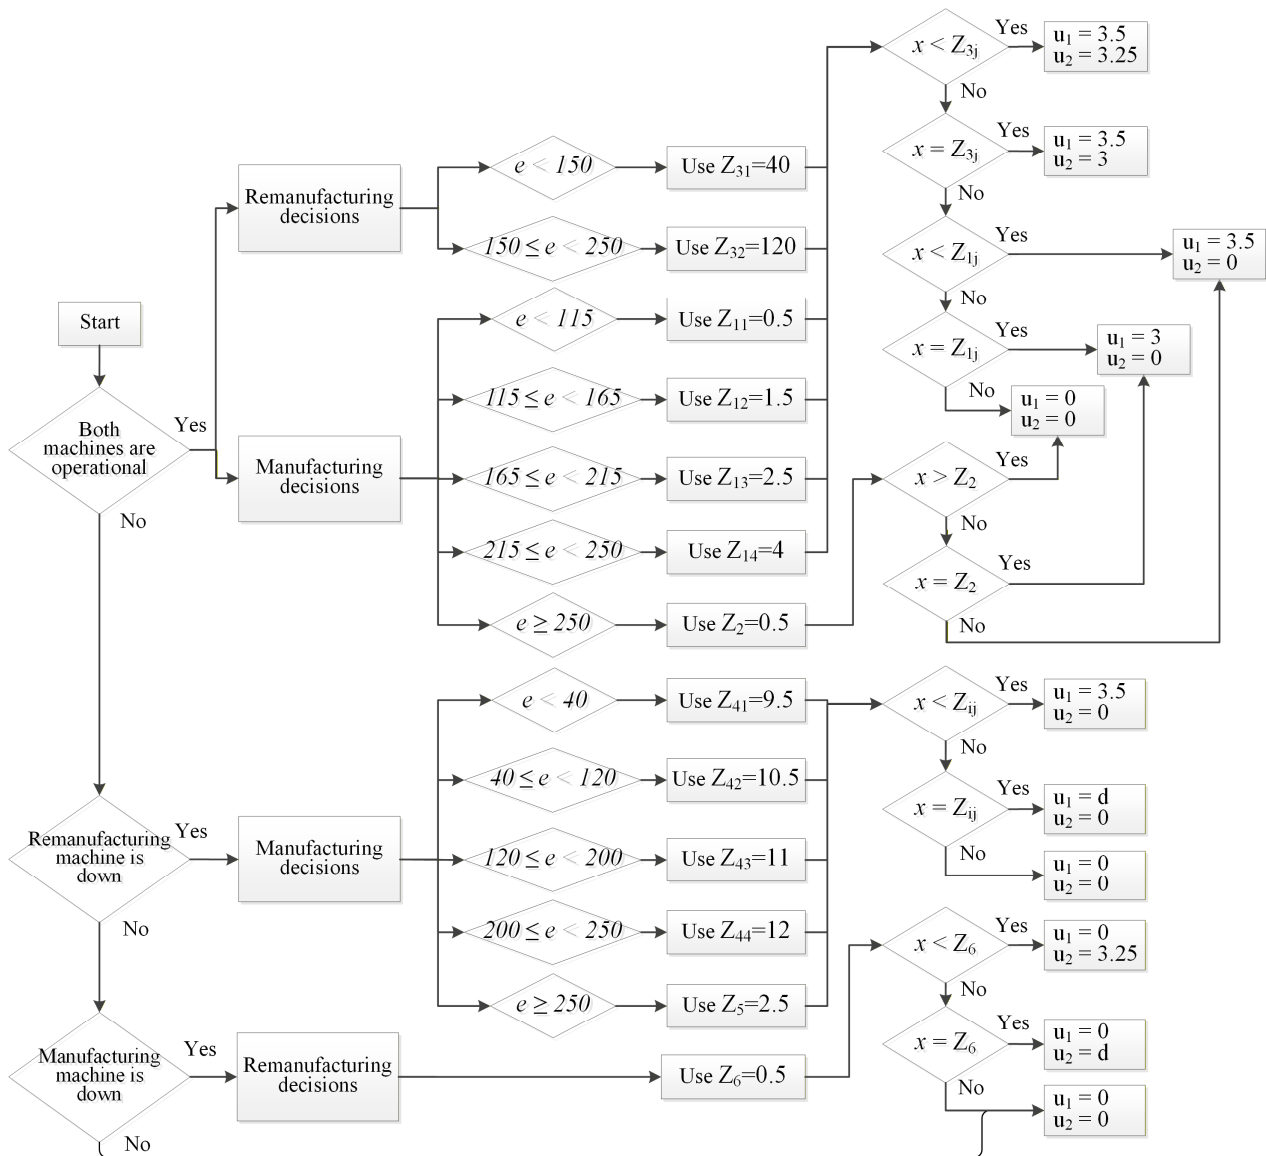 Start
Both
machines are
operational
Yes
No
Remanufacturing
decisions
e < 150
Use Z31=40
150 ≤ e < 250
Use Z32=120
Manufacturing
decisions
e < 115
Use Z11=0.5
115 ≤ e < 165
Use Z12=1.5
165 ≤ e < 215
Use Z13=2.5
215 ≤ e < 250
Use Z14=4
e ≥ 250
Use Z2=0.5
x < Z3j
Yes
u1 = 3.5
u2 = 3.25
No
x = Z3j
Yes
u1 = 3.5
u2 = 3
No
x < Z1j
Yes
u1 = 3.5
u2 = 0
No
x = Z1j
Yes
u1 = 3
u2 = 0
No
u1 = 0
u2 = 0
x > Z2
Yes
No
x = Z2
Yes
No
Remanufacturing
machine is
down
Yes
No
Manufacturing
decisions
e < 40
Use Z41=9.5
40 ≤ e < 120
Use Z42=10.5
120 ≤ e < 200
Use Z43=11
200 ≤ e < 250
Use Z44=12
e ≥ 250
Use Z5=2.5
x < Zij
Yes
u1 = 3.5
u2 = 0
No
x = Zij
Yes
u1 = d
u2 = 0
No
u1 = 0
u2 = 0
Manufacturing
machine is
down
Yes
No
Remanufacturing
decisions
Use Z6=0.5
x < Z6
Yes
u1 = 0
u2 = 3.25
No
x = Z6
Yes
u1 = 0
u2 = d
No
u1 = 0
u2 = 0